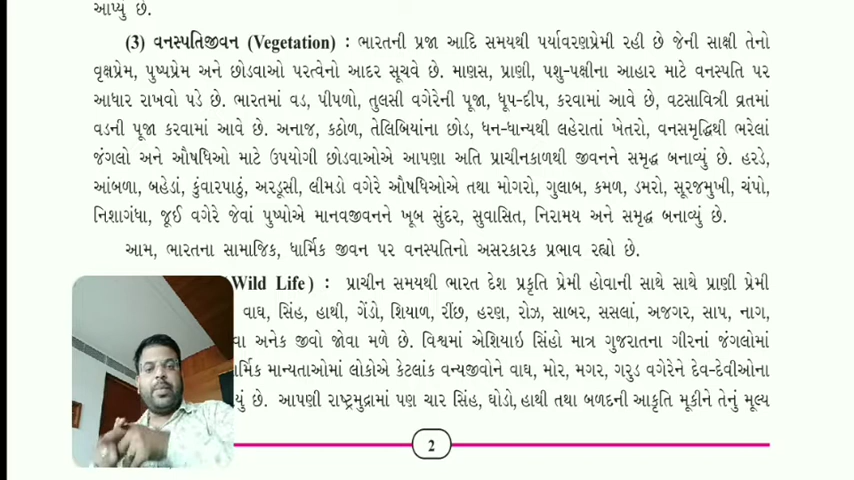 આપ્યું છે.
(3) વનસ્પતિજીવન (Vegetation) : ભારતની પ્રજા આદિ સમયથી પર્યાવરણપ્રેમી રહી છે જેની સાક્ષી તેનો
વૃક્ષપ્રેમ, પુષ્પપ્રેમ અને છોડવાઓ પરત્વેનો આદર સૂચવે છે. માણસ, પ્રાણી, પશુ-પક્ષીના આહાર માટે વનસ્પતિ પર
આધાર રાખવો પડે છે. ભારતમાં વડ, પીપળો, તુલસી વગેરેની પૂજા, ધૂપ-દીપ, કરવામાં આવે છે, વટસાવિત્રી વ્રતમાં
વડની પૂજા કરવામાં આવે છે. અનાજ, કઠોળ, તેલિબિયાંના છોડ, ધન-ધાન્યથી લહેરાતાં ખેતરો, વનસમૃદ્ધિથી ભરેલાં
જંગલો અને ઔષધિઓ માટે ઉપયોગી છોડવાઓએ આપણા અતિ પ્રાચીનકાળથી જીવનને સમૃદ્ધ બનાવ્યું છે. હરડે,
આંબળા, બહેડાં, કુંવારપાઠું, અરડૂસી, લીમડો વગેરે ઔષધિઓએ તથા મોગરો, ગુલાબ, કમળ, ડમરો, સૂરજમુખી, ચંપો,
નિશાગંધા, જૂઈ વગેરે જેવાં પુષ્પોએ માનવજીવનને ખૂબ સુંદર, સુવાસિત, નિરામય અને સમૃદ્ધ બનાવ્યું છે.
આમ, ભારતના સામાજિક, ધાર્મિક જીવન પર વનસ્પતિનો અસરકારક પ્રભાવ રહ્યો છે.
Wild Life) : પ્રાચીન સમયથી ભારત દેશ પ્રકૃતિ પ્રેમી હોવાની સાથે સાથે પ્રાણી પ્રેમી
વાઘ, સિંહ, હાથી, ગેંડો, શિયાળ, રીંછ, હરણ, રોઝ, સાબર, સસલાં, અજગર, સાપ, નાગ,
અનેક જીવો જોવા મળે છે. વિશ્વમાં એશિયાઇ સિંહો માત્ર ગુજરાતના ગીરનાં જંગલોમાં
માન્યતાઓમાં લોકોએ કેટલાંક વન્યજીવોને વાઘ, મોર, મગર, ગરુડ વગેરેને દેવ-દેવીઓના
છે. આપણી રાષ્ટ્રમુદ્રામાં પણ ચાર સિંહ, ઘોડો, હાથી તથા બળદની આકૃતિ મૂકીને તેનું મૂલ્ય
2